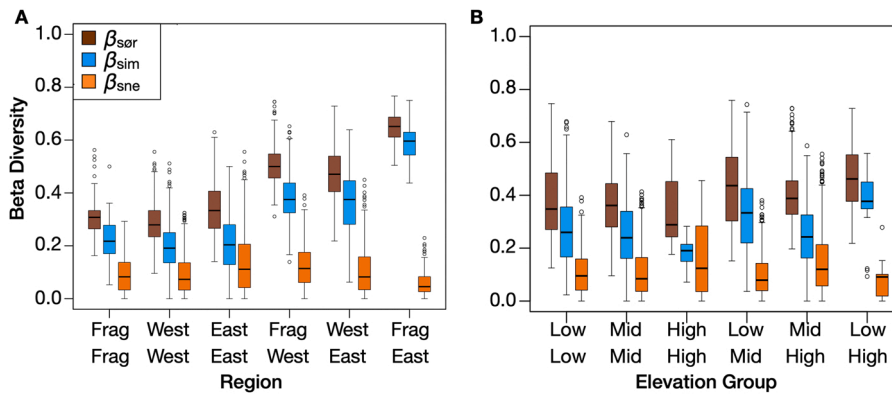 A
1.0
0.8
0.6
0.4
0.2
0.0
Beta Diversity
βsør
βsim
βsne
Frag West East Frag West Frag
Frag West East West East East
Region
B
1.0
0.8
0.6
0.4
0.2
0.0
Low Mid High Low Mid Low
Low Mid High Mid High High
Elevation Group